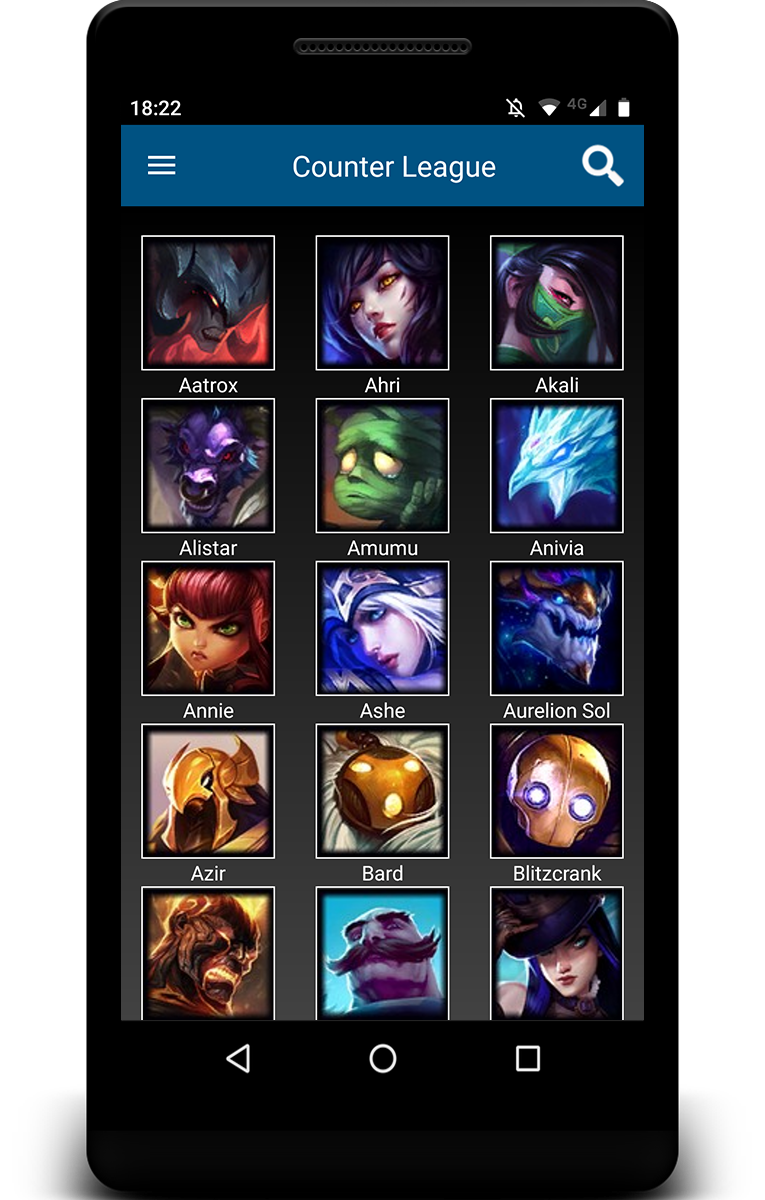 18:22
4G
Counter League
Aatrox
Ahri
Akali
Alistar
Amumu
Anivia
Annie
Ashe
Aurelion Sol
Azir
Bard
Blitzcrank